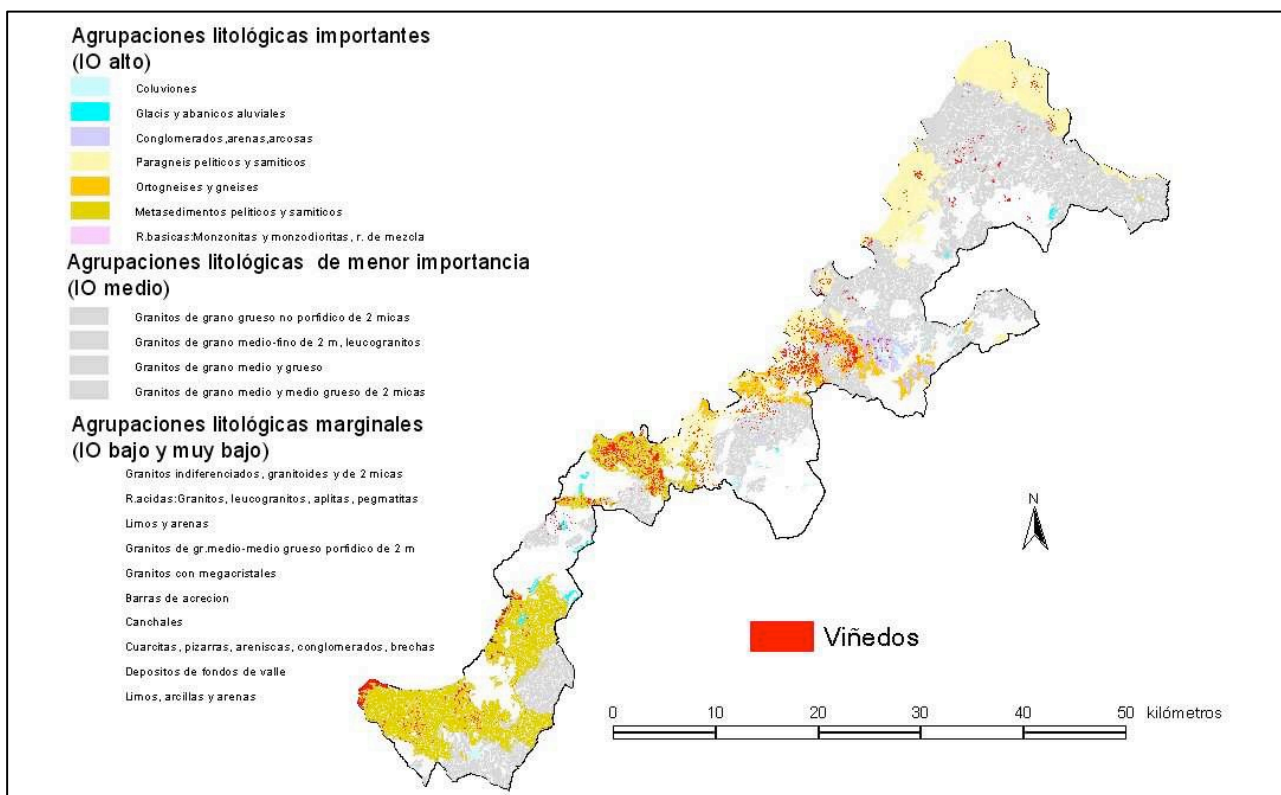 Agrupaciones litológicas importantes
(IO alto)
Coluviones
Glacis y abanicos aluviales
Conglomerados,arenas,arcosas
Paragneis peliticos y samiticos
Ortogneises y gneises
Metasedimentos peliticos y samiticos
R.basicas:Monzonitas y monzodioritas, r. de mezcla
Agrupaciones litológicas de menor importancia
(IO medio)
Granitos de grano grueso no porfidico de 2 micas
Granitos de grano medio-fino de 2 m, leucogranitos
Granitos de grano medio y grueso
Granitos de grano medio y medio grueso de 2 micas
Agrupaciones litológicas marginales
(IO bajo y muy bajo)
Granitos indiferenciados, granitoides y de 2 micas
R.acidas:Granitos, leucogranitos, aplitas, pegmatitas
Limos y arenas
Granitos de gr.medio-medio grueso porfidico de 2 m
Granitos con megacristales
Barras de acrecion
Canchales
Cuarcitas, pizarras, areniscas, conglomerados, brechas
Depositos de fondos de valle
Limos, arcillas y arenas
N
Viñedos
0 10 20 30 40 50 kilómetros